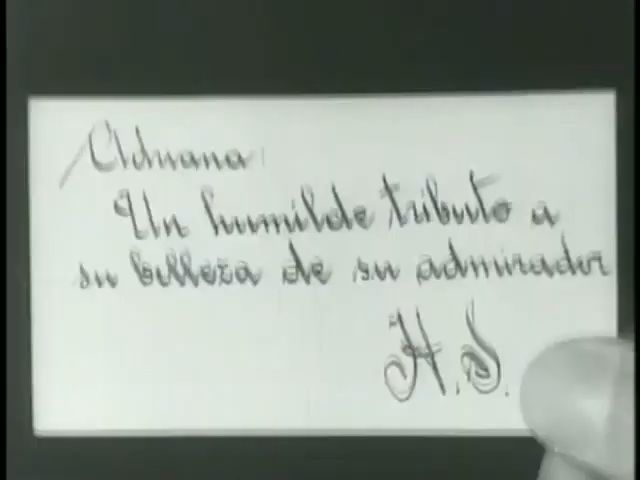 Adriana:
Un humilde tributo a
su belleza de su admirador
H. S.